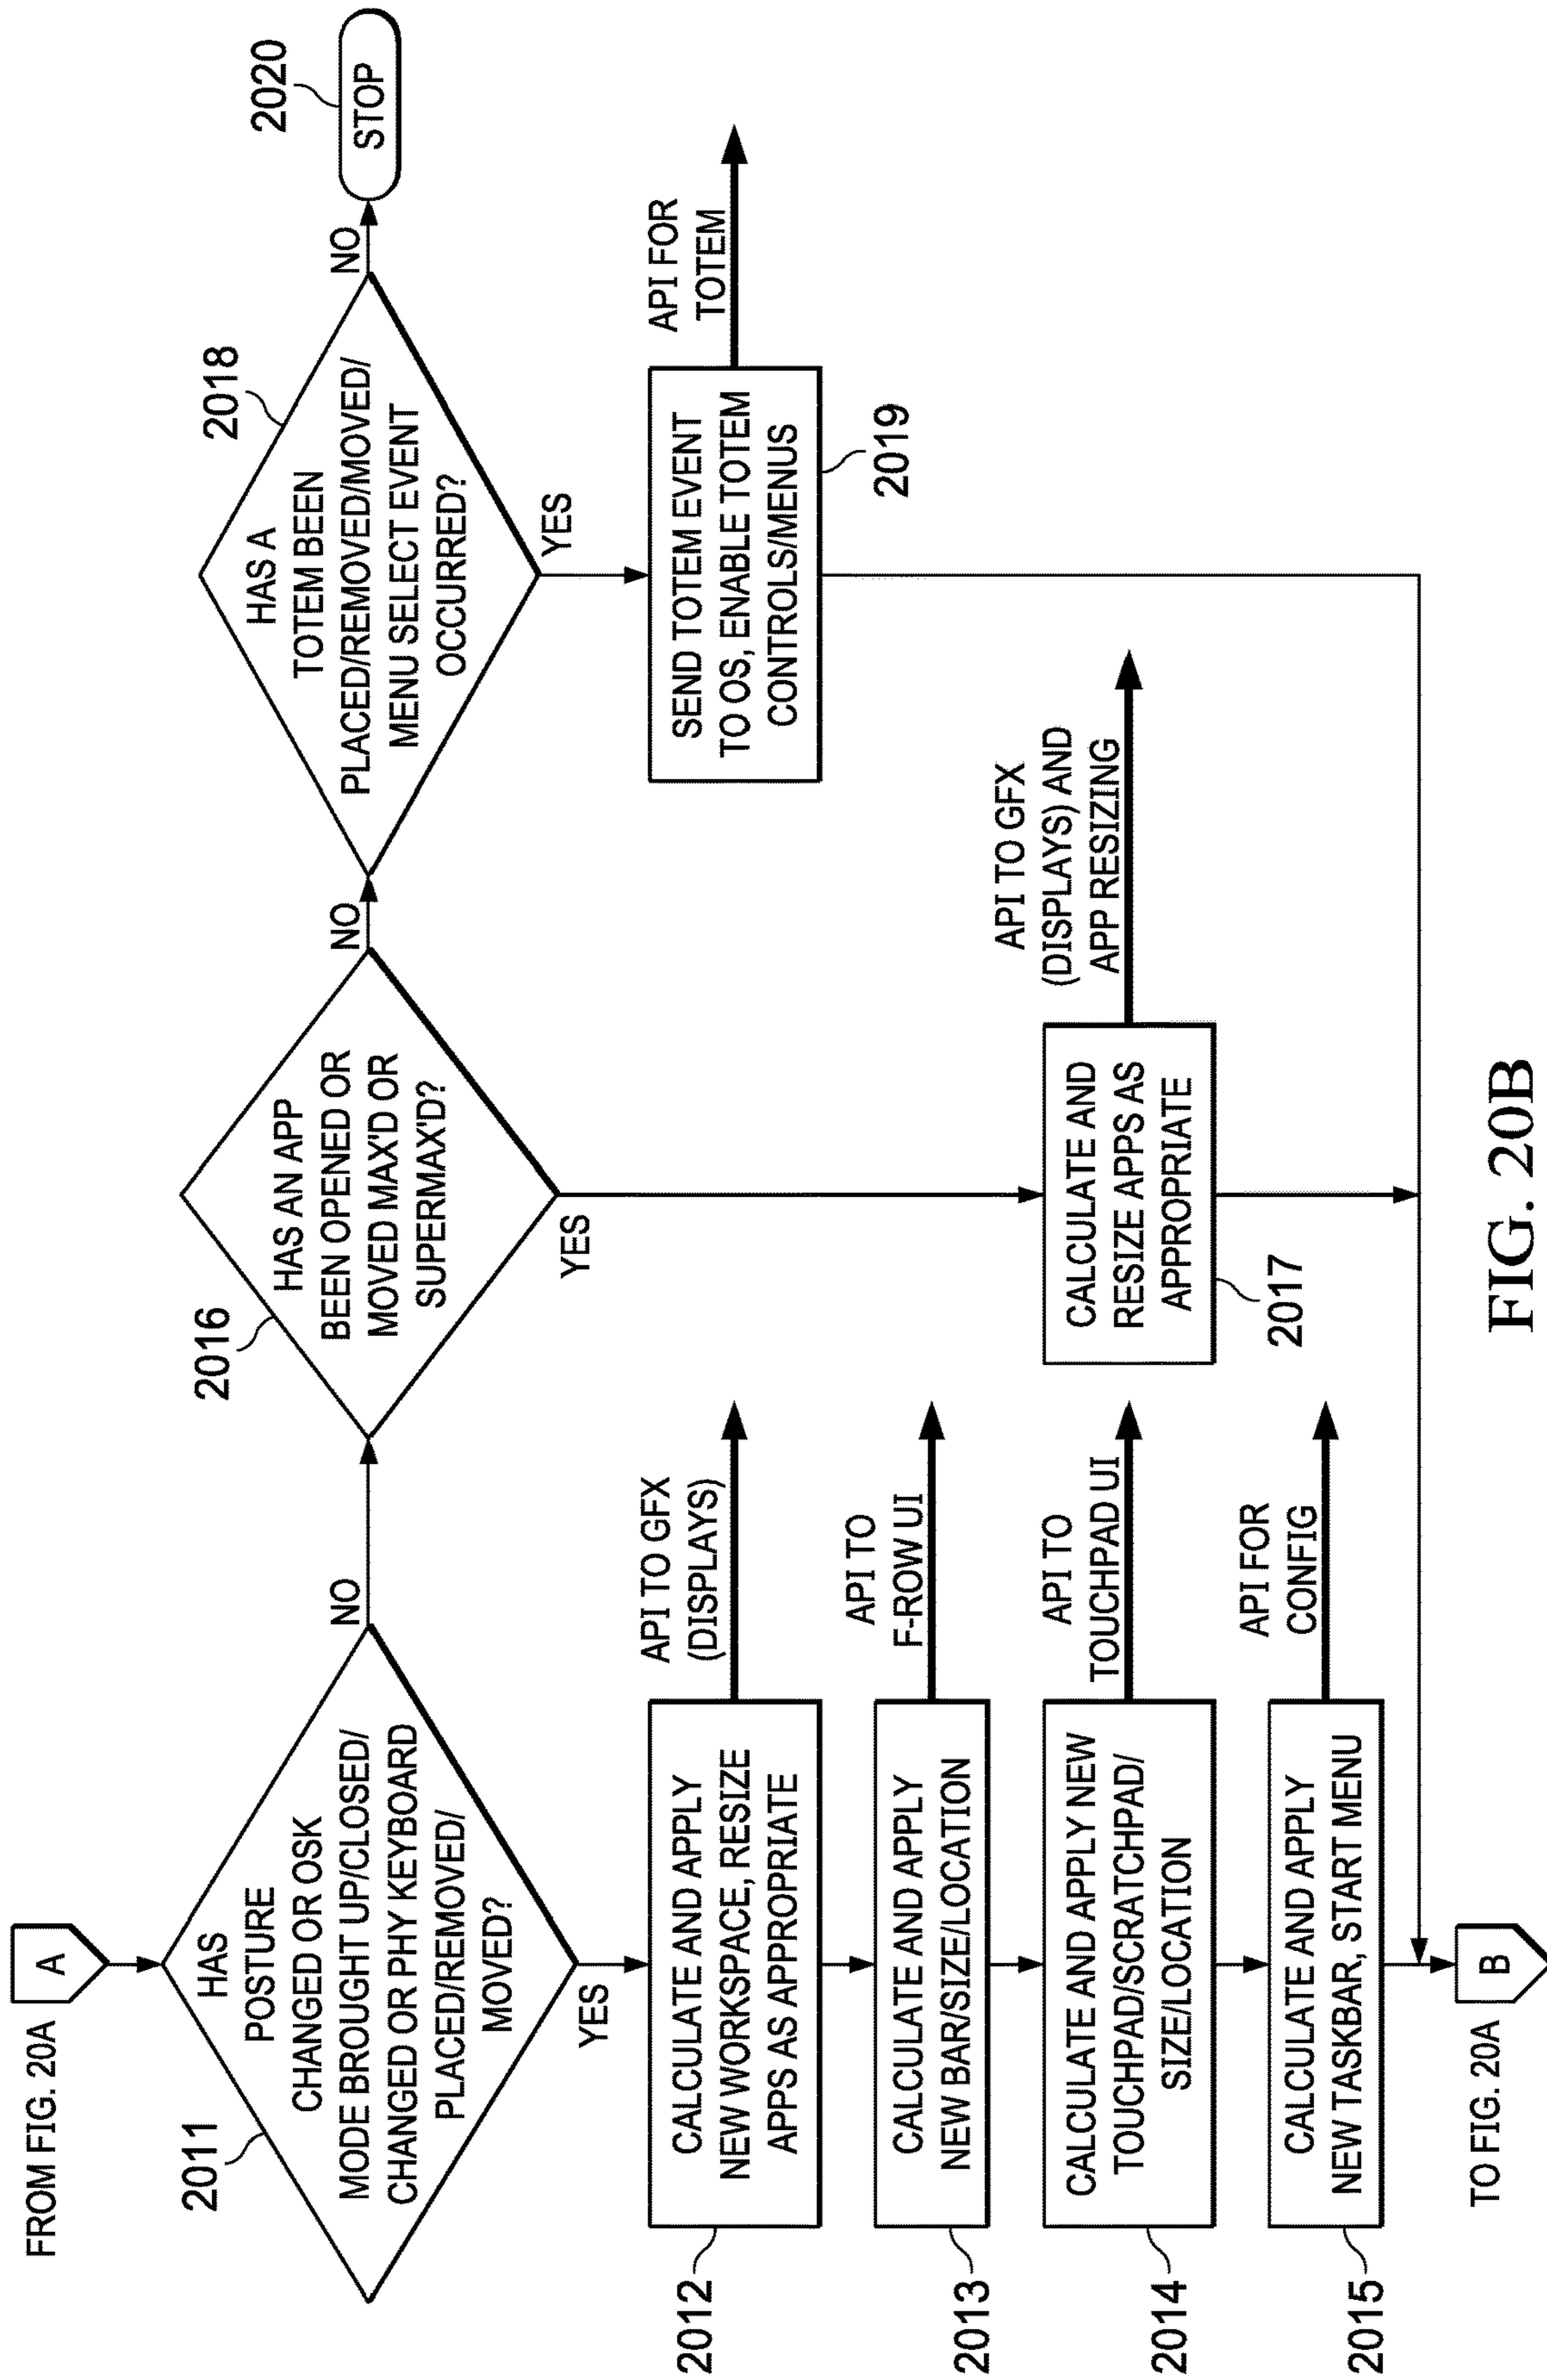 FROM FIG. 20A
A
2011
HAS
POSTURE
CHANGED OR OSK
MODE BROUGHT UP/CLOSED/
CHANGED OR PHY KEYBOARD
PLACED/REMOVED/
MOVED?
NO
YES
2016
HAS AN APP
BEEN OPENED OR
MOVED MAX'D OR
SUPERMAX'D?
NO
YES
2018
HAS A
TOTEM BEEN
PLACED/REMOVED/MOVED/
MENU SELECT EVENT
OCCURRED?
NO
YES
2020
STOP
2012
CALCULATE AND APPLY
NEW WORKSPACE, RESIZE
APPS AS APPROPRIATE
API TO GFX
(DISPLAYS)
SEND TOTEM EVENT
TO OS, ENABLE TOTEM
CONTROLS/MENUS
2019
API FOR
TOTEM
2013
CALCULATE AND APPLY
NEW BAR/SIZE/LOCATION
API TO
F-ROW UI
2014
CALCULATE AND APPLY NEW
TOUCHPAD/SCRATCHPAD/
SIZE/LOCATION
API TO
TOUCHPAD UI
CALCULATE AND
RESIZE APPS AS
APPROPRIATE
2017
API TO GFX
(DISPLAYS) AND
APP RESIZING
2015
CALCULATE AND APPLY
NEW TASKBAR, START MENU
API FOR
CONFIG
TO FIG. 20A
B
FIG. 20B